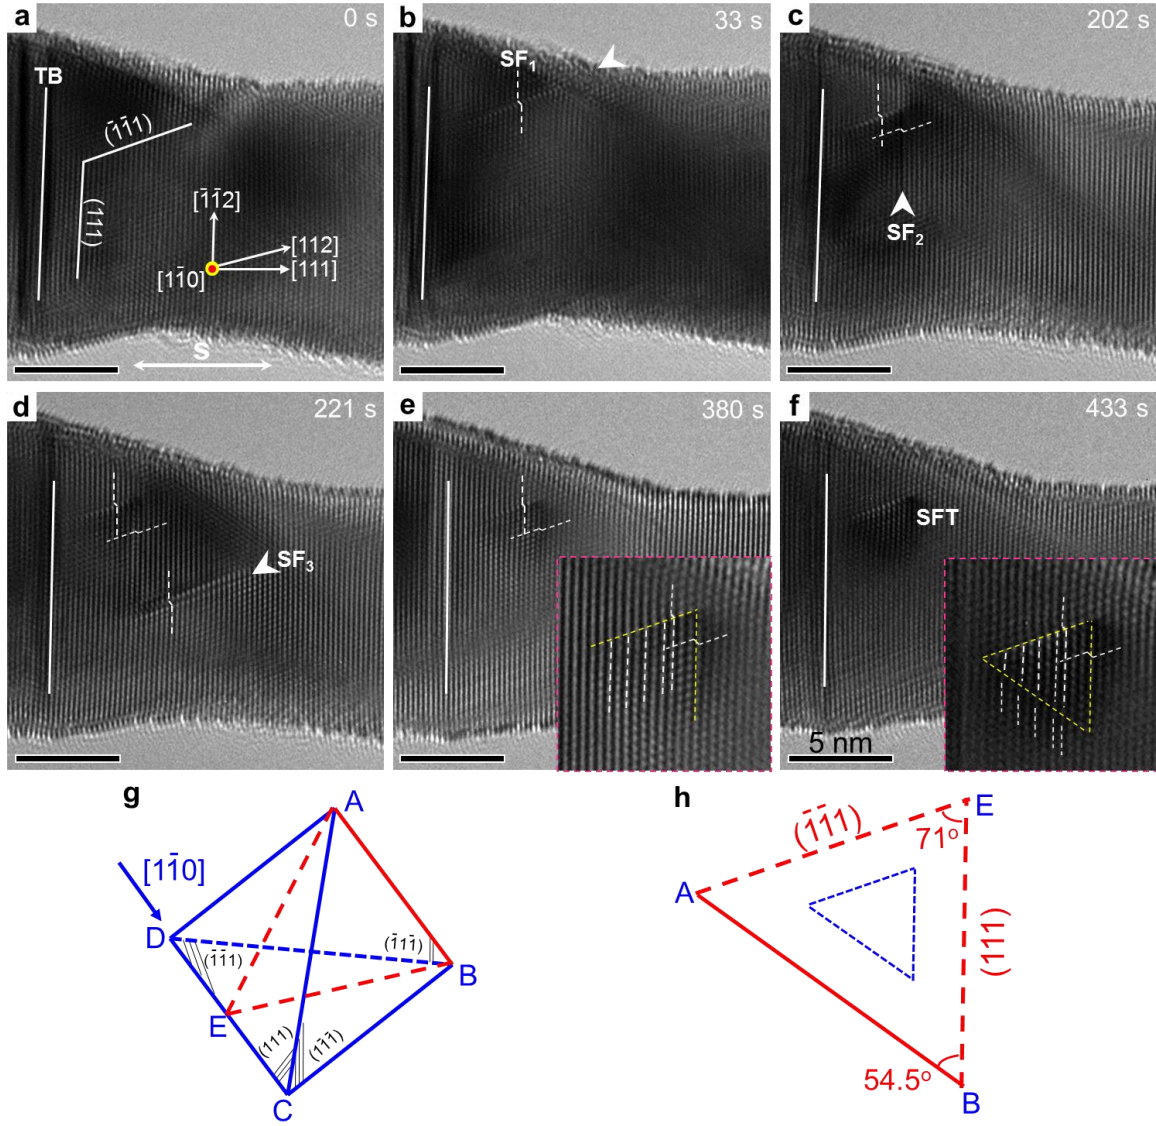 a
0 s
TB
(1̄1̄1)
(111)
[1̄1̄2]
[112]
[111]
[11̄0]
S
b
33 s
SF₁
c
202 s
SF₂
d
221 s
SF₃
e
380 s
f
433 s
SFT
5 nm
g
A
[11̄0]
D
(1̄1̄1)
(1̄11̄)
B
E
(111)
(11̄1̄)
C
h
E
(1̄1̄1)
71°
A
(111)
54.5°
B